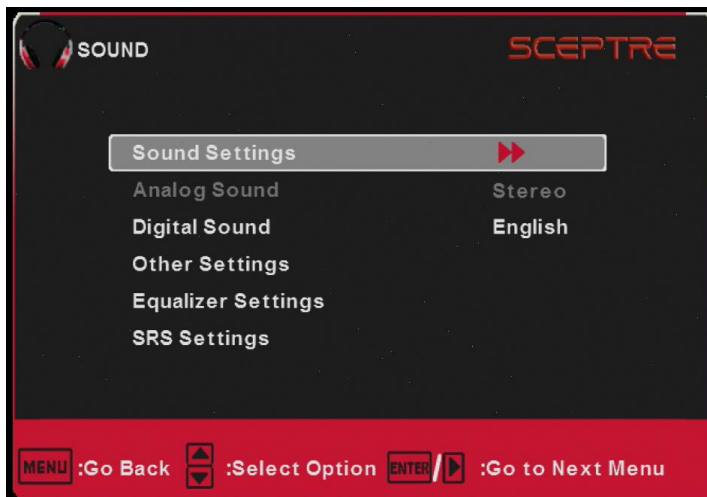 SOUND
SCEPTRE
Sound Settings
Analog Sound Stereo
Digital Sound English
Other Settings
Equalizer Settings
SRS Settings
MENU :Go Back :Select Option ENTER / :Go to Next Menu